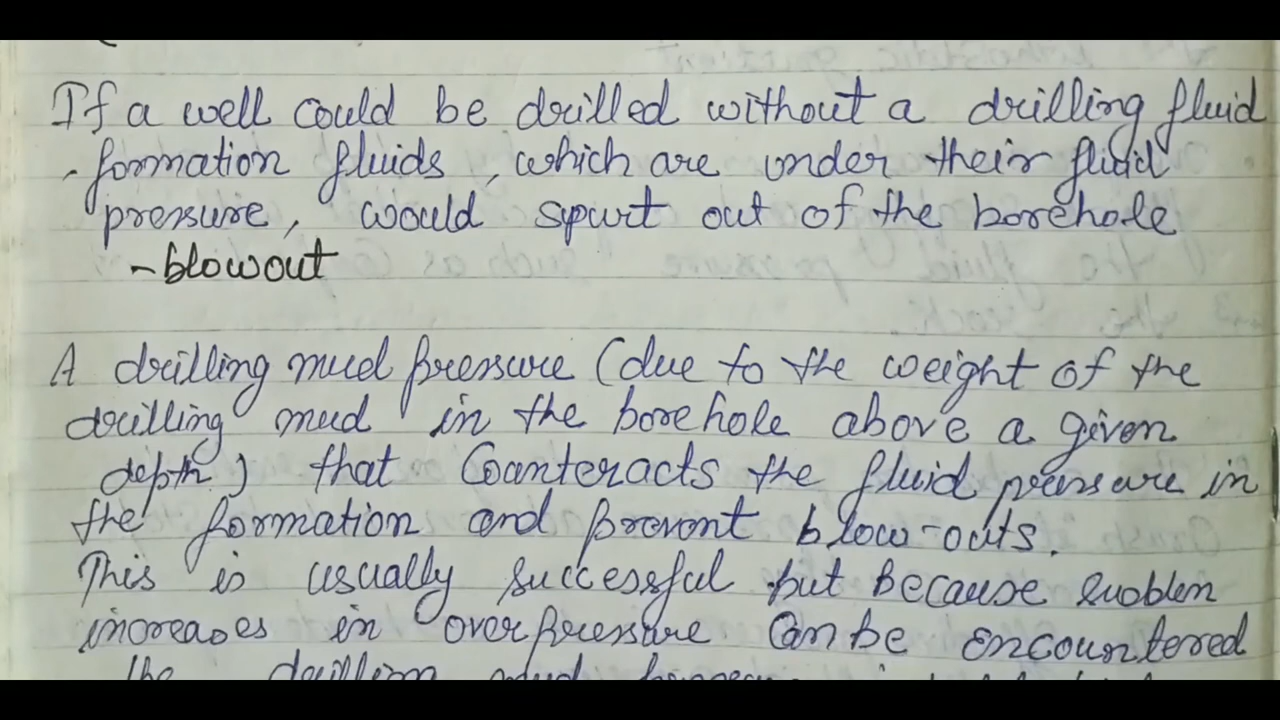 If a well could be drilled without a drilling fluid
formation fluids, which are under their fluid
pressure, would spurt out of the borehole
- blowout
A drilling mud pressure (due to the weight of the
drilling mud in the borehole above a given
depth) that Counteracts the fluid pressure in
the formation and prevent blow-outs.
This is usually successful but because sudden
increases in overpressure can be encountered
the drilling mud